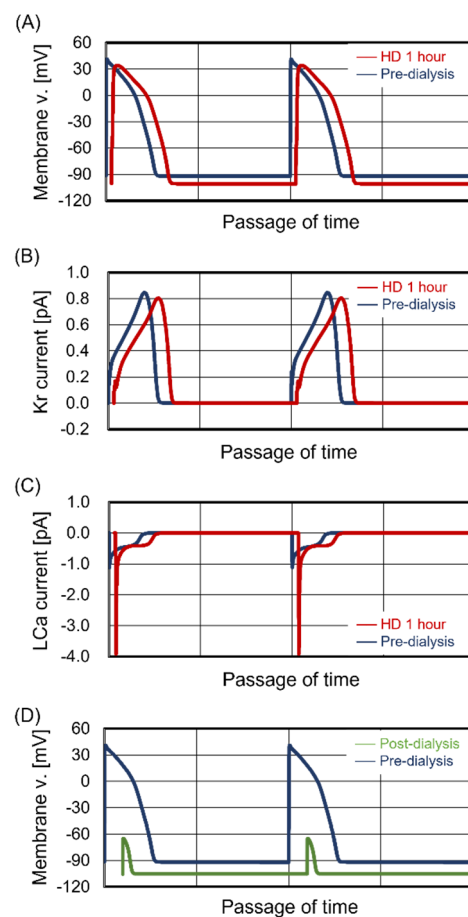 (A)
Membrane v. [mV]
60
30
0
-30
-60
-90
-120
HD 1 hour
Pre-dialysis
Passage of time
(B)
Kr current [pA]
1.0
0.8
0.6
0.4
0.2
0.0
-0.2
HD 1 hour
Pre-dialysis
Passage of time
(C)
LCa current [pA]
1.0
0.0
-1.0
-2.0
-3.0
-4.0
HD 1 hour
Pre-dialysis
Passage of time
(D)
Membrane v. [mV]
60
30
0
-30
-60
-90
-120
Post-dialysis
Pre-dialysis
Passage of time